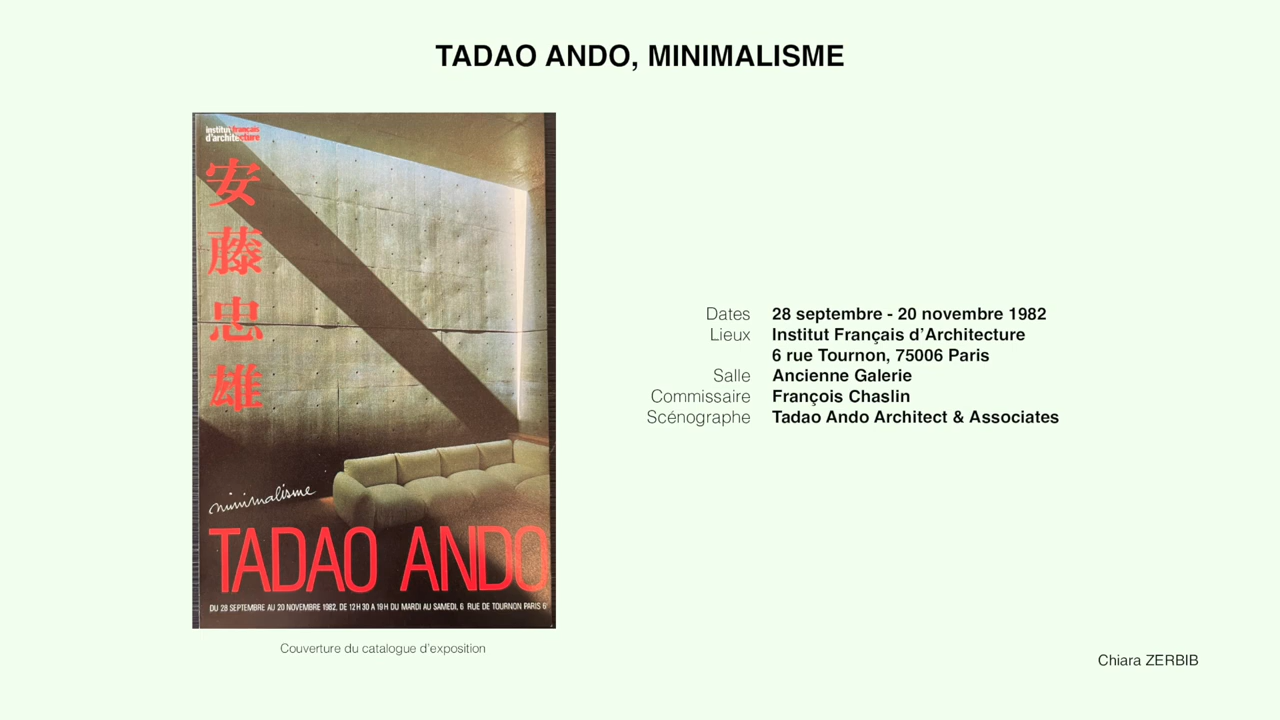 TADAO ANDO, MINIMALISME
institut français
d'architecture
安
藤
忠
雄
minimalisme
TADAO ANDO
DU 28 SEPTEMBRE AU 20 NOVEMBRE 1982, DE 12 H 30 A 19 H DU MARDI AU SAMEDI, 6 RUE DE TOURNON PARIS 6
Couverture du catalogue d'exposition
Dates 28 septembre - 20 novembre 1982
Lieux Institut Français d’Architecture
6 rue Tournon, 75006 Paris
Salle Ancienne Galerie
Commissaire François Chaslin
Scénographe Tadao Ando Architect & Associates
Chiara ZERBIB